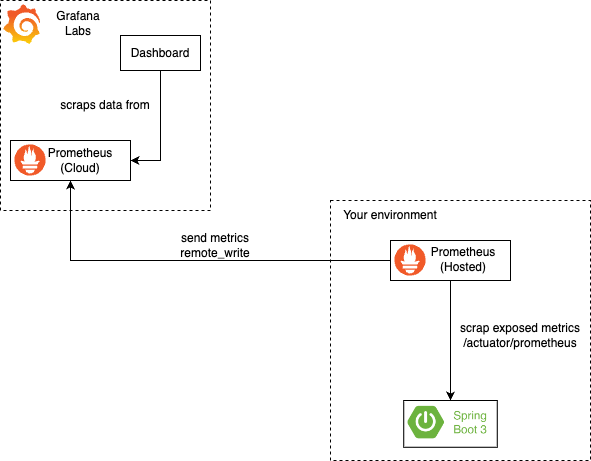 Grafana
Labs
Dashboard
scraps data from
Prometheus
(Cloud)
Your environment
send metrics
remote_write
Prometheus
(Hosted)
scrap exposed metrics
/actuator/prometheus
Spring
Boot 3